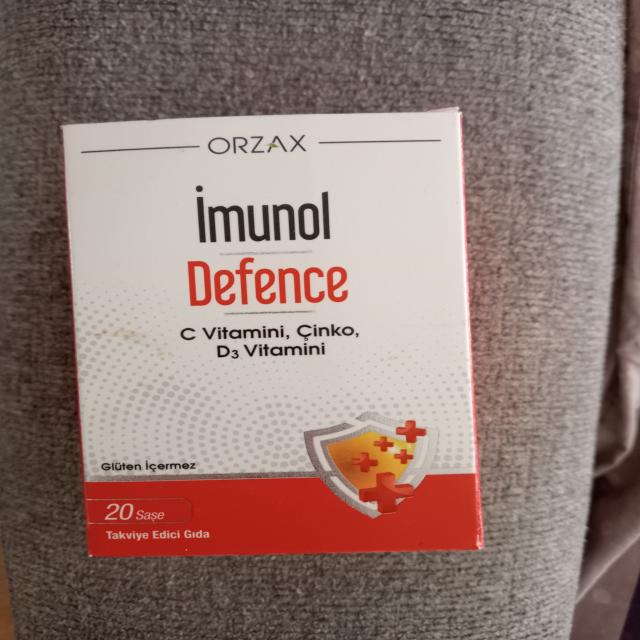 ORZAX
İmunol
Defence
C Vitamini, Çinko,
D₃ Vitamini
Glüten İçermez
20 Saşe
Takviye Edici Gıda